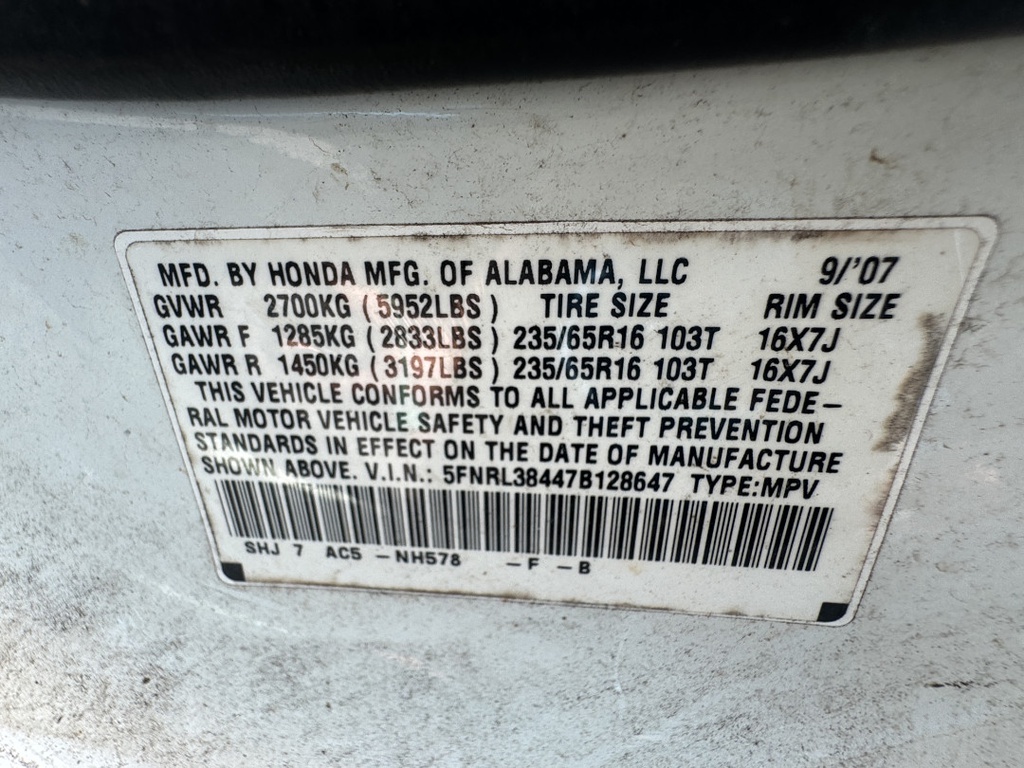 MFD. BY HONDA MFG. OF ALABAMA, LLC 9/'07
GVWR 2700KG (5952LBS) TIRE SIZE RIM SIZE
GAWR F 1285KG (2833LBS) 235/65R16 103T 16X7J
GAWR R 1450KG (3197LBS) 235/65R16 103T 16X7J
THIS VEHICLE CONFORMS TO ALL APPLICABLE FEDE-
RAL MOTOR VEHICLE SAFETY AND THEFT PREVENTION
STANDARDS IN EFFECT ON THE DATE OF MANUFACTURE
SHOWN ABOVE. V.I.N.: 5FNRL38447B128647 TYPE:MPV
SHJ 7 AC5 -NH578 -F -B